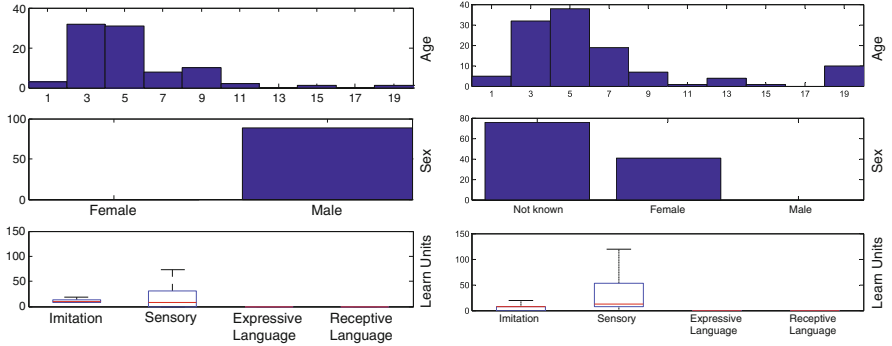 40
20
0
1 3 5 7 9 11 13 15 17 19
Age
100
50
0
Female Male
Sex
150
100
50
0
Imitation Sensory Expressive Language Receptive Language
Learn Units
40
30
20
10
0
1 3 5 7 9 11 13 15 17 19
Age
80
60
40
20
0
Not known Female Male
Sex
150
100
50
0
Imitation Sensory Expressive Language Receptive Language
Learn Units